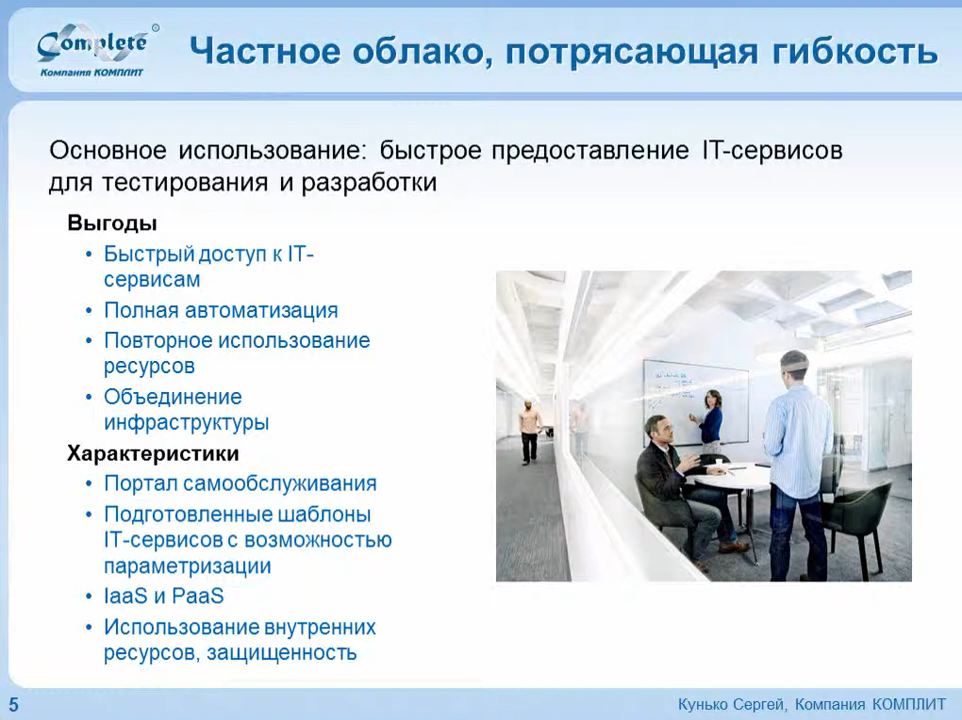 Complete
Компания КОМПЛИТ
Частное облако, потрясающая гибкость
Основное использование: быстрое предоставление IT-сервисов
для тестирования и разработки
Выгоды
• Быстрый доступ к IT-
сервисам
• Полная автоматизация
• Повторное использование
ресурсов
• Объединение
инфраструктуры
Характеристики
• Портал самообслуживания
• Подготовленные шаблоны
IT-сервисов с возможностью
параметризации
• IaaS и PaaS
• Использование внутренних
ресурсов, защищенность
5
Кунько Сергей, Компания КОМПЛИТ